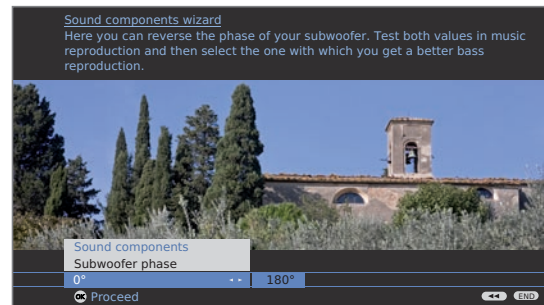 Sound components wizard
Here you can reverse the phase of your subwoofer. Test both values in music
reproduction and then select the one with which you get a better bass
reproduction.
Sound components
Subwoofer phase
0° 180°
OK Proceed END